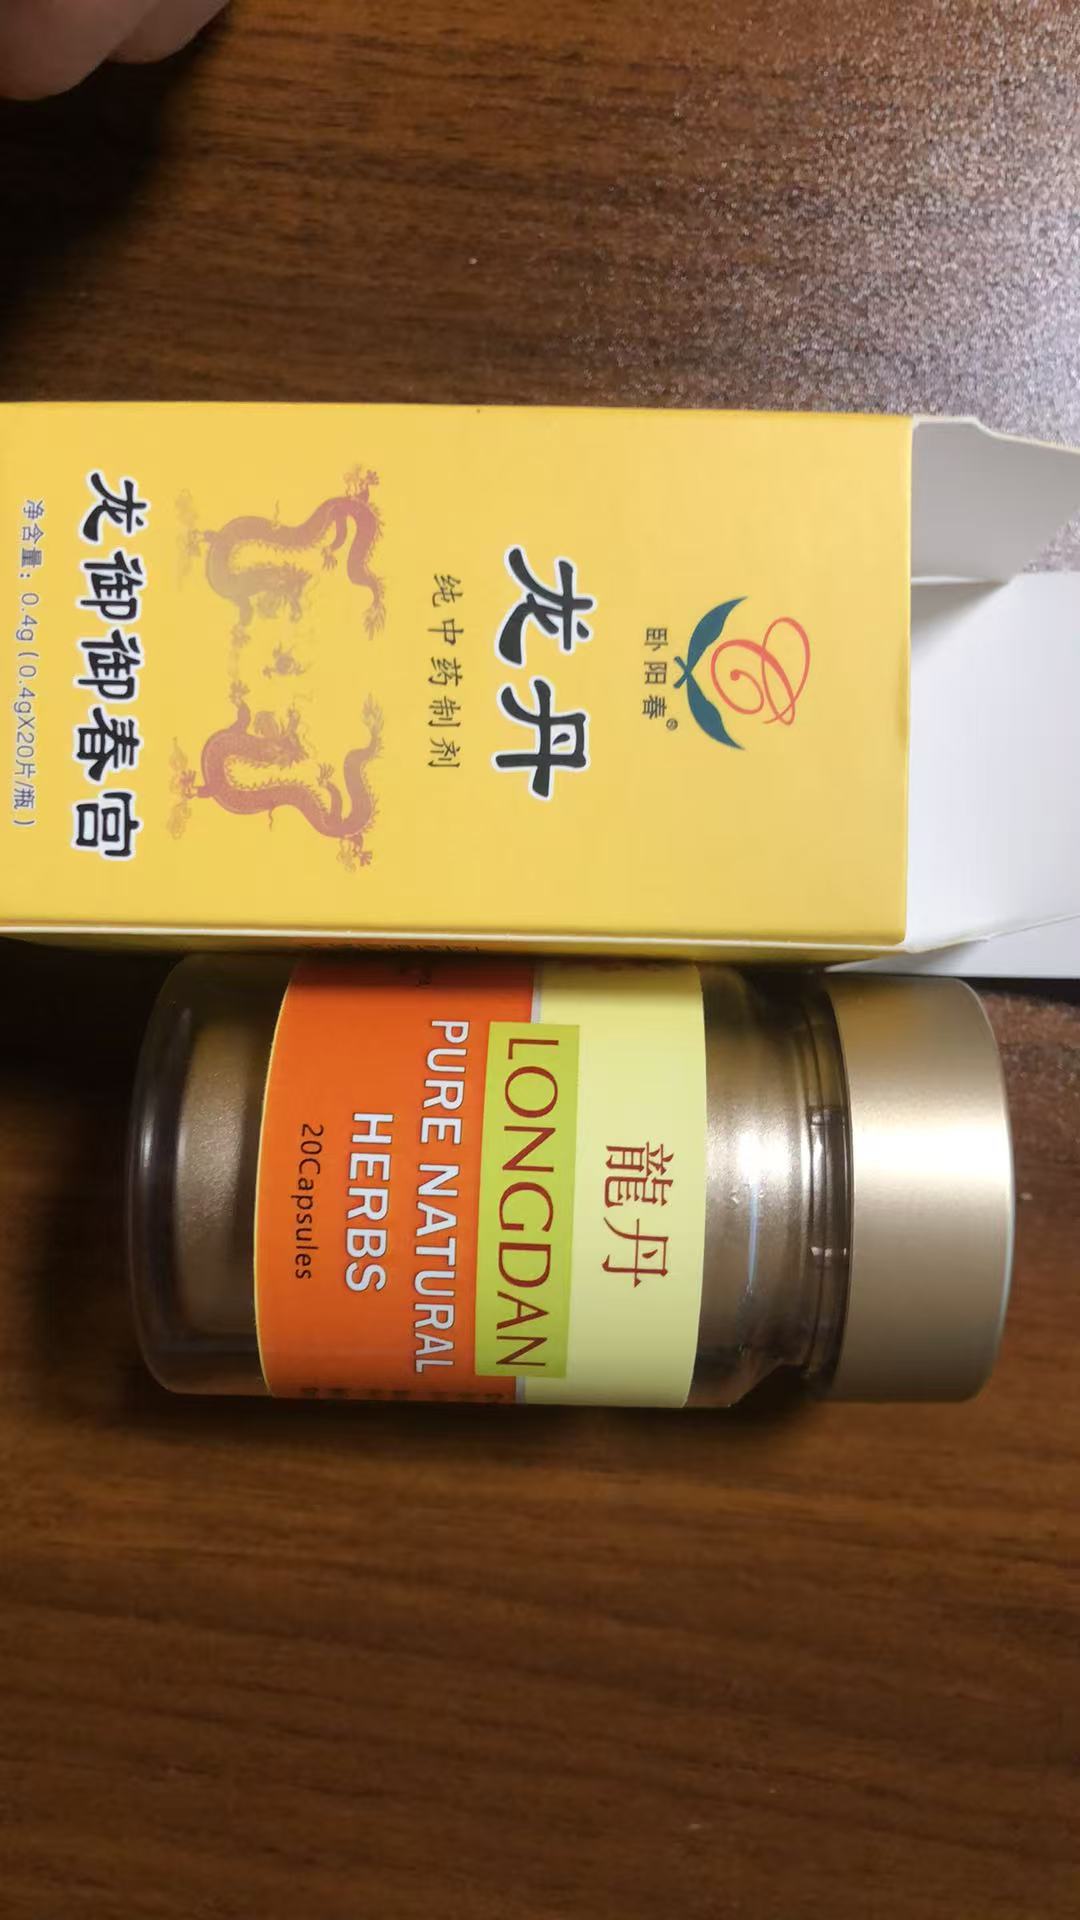 卧阳春®
龙丹
纯中药制剂
龙御御春宫
净含量：0.4g（0.4gX20片/瓶）
龍丹
LONGDAN
PURE NATURAL
HERBS
20Capsules